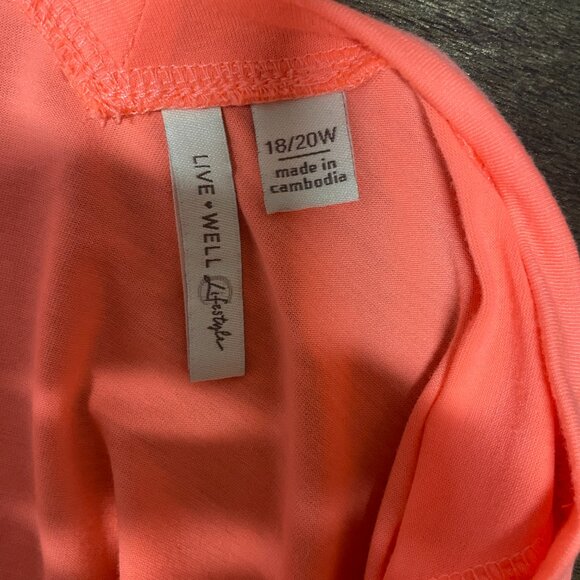 18/20W
made in
cambodia
LIVE ♥ WELL Lifestyle